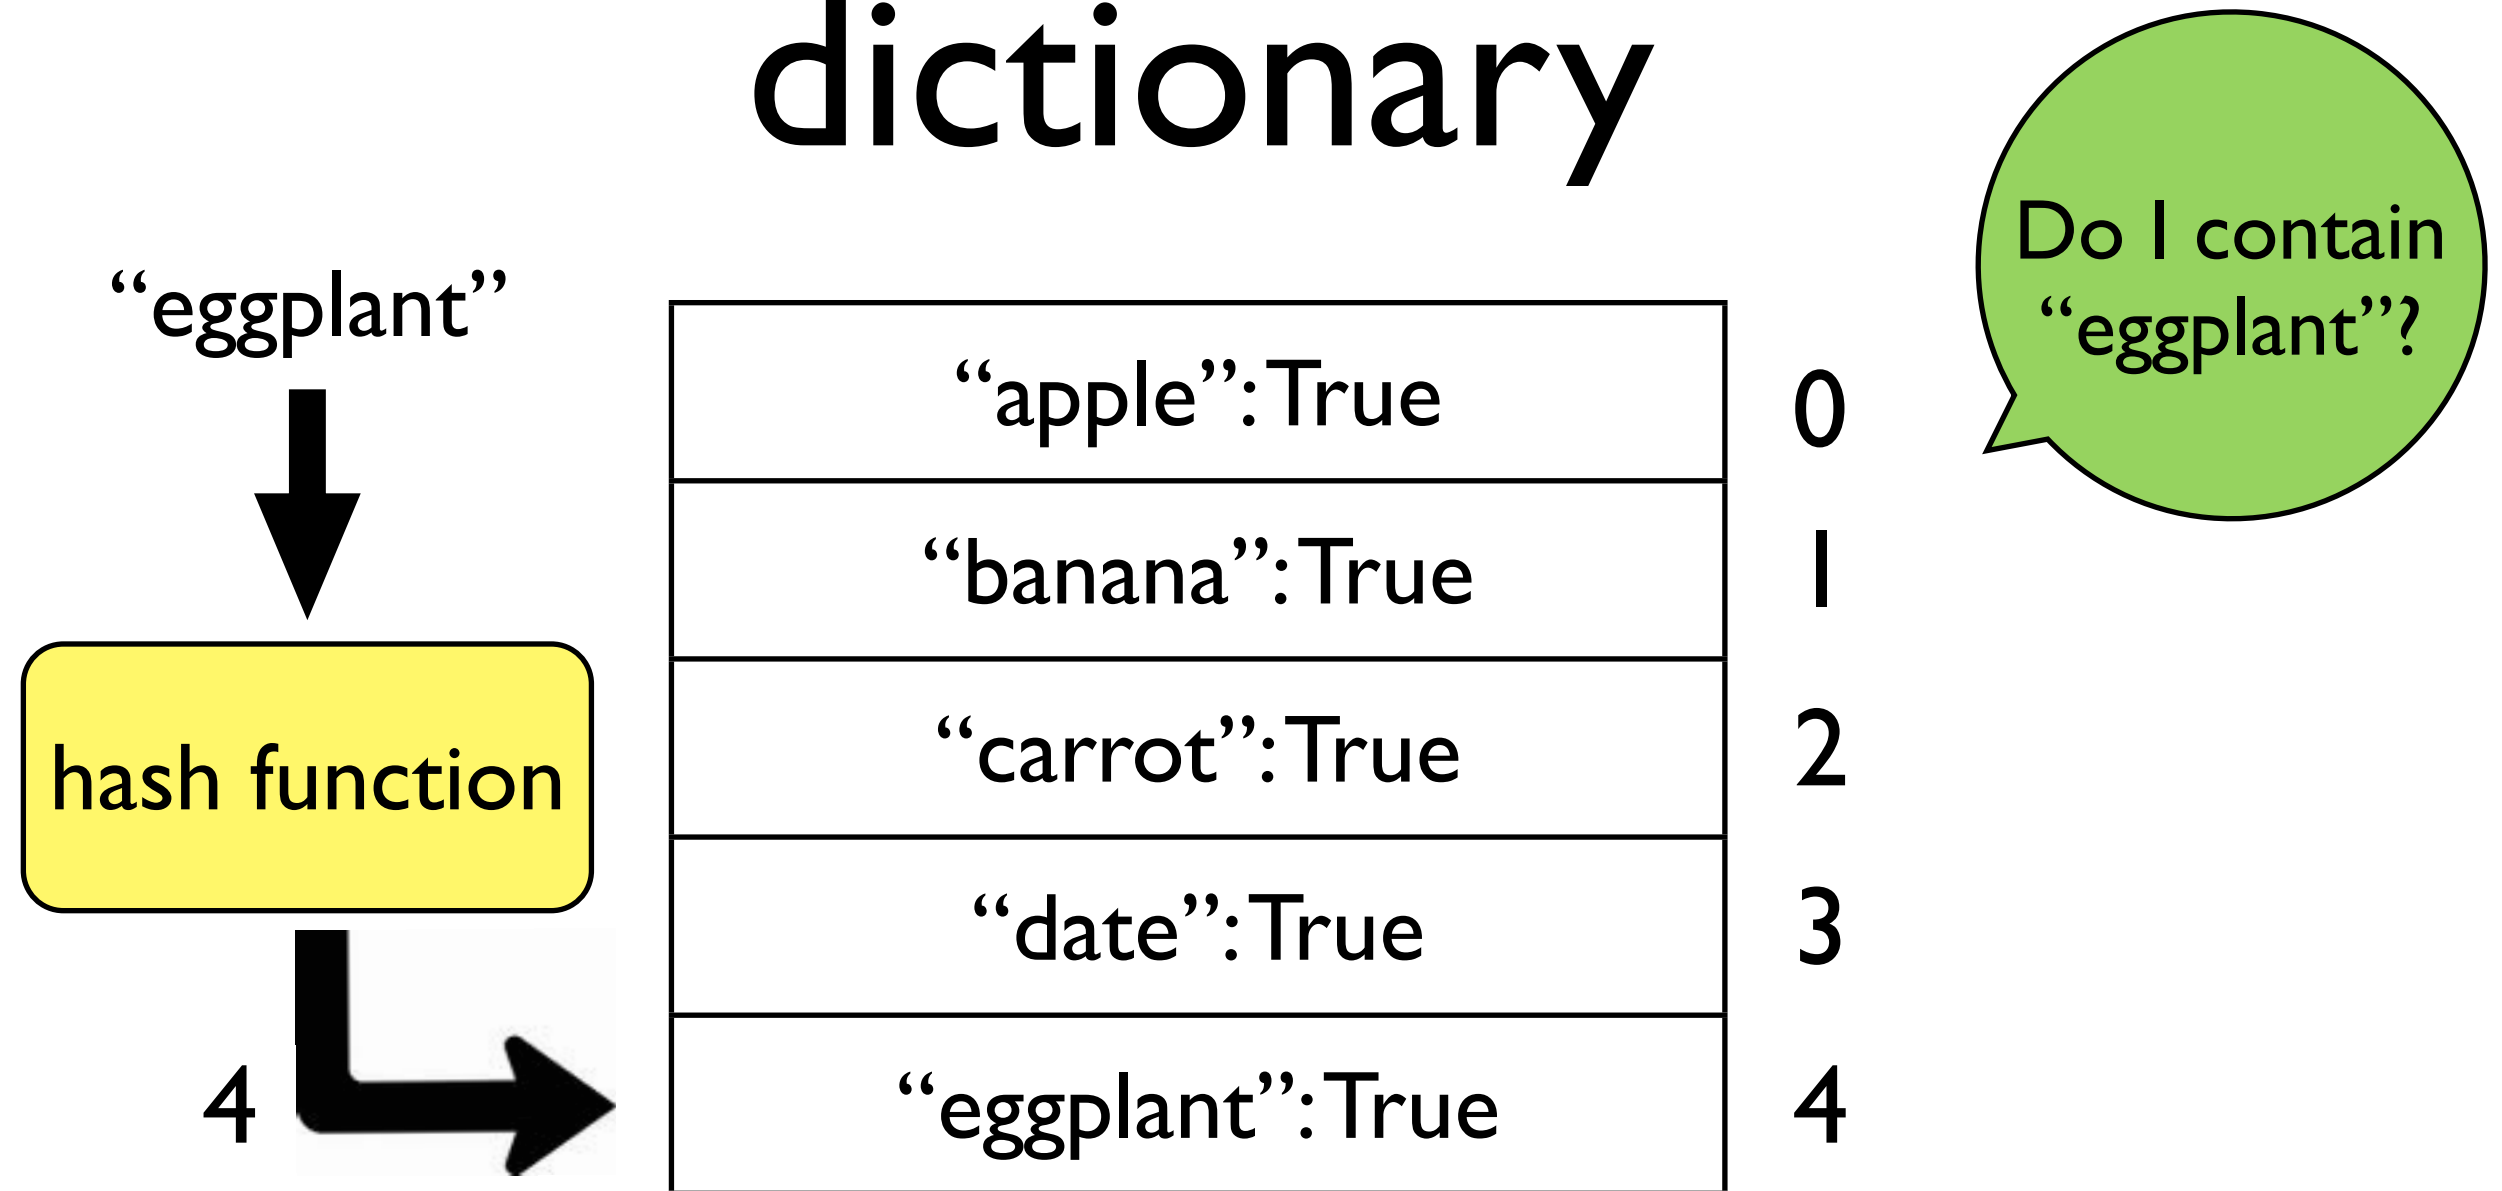 dictionary
Do I contain
“eggplant”?
“eggplant”
hash function
4
“apple”: True 0
“banana”: True 1
“carrot”: True 2
“date”: True 3
“eggplant”: True 4